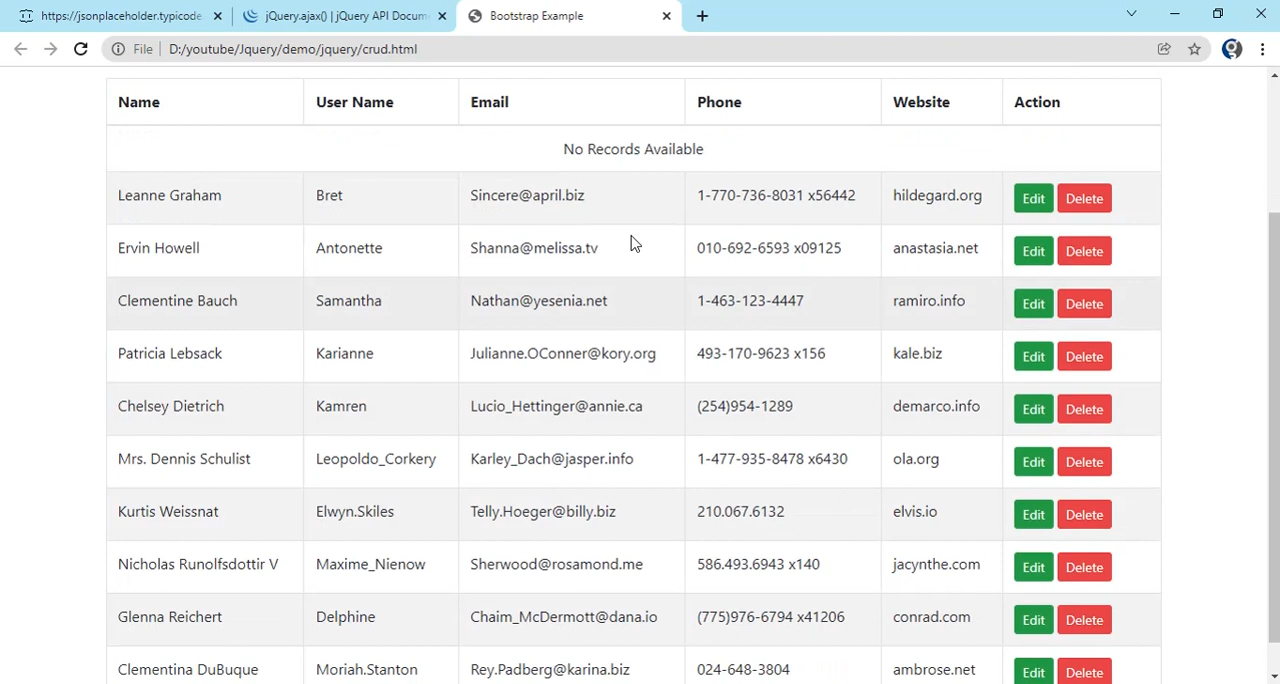 https://jsonplaceholder.typicode
jQuery.ajax() | jQuery API Docum
Bootstrap Example
File D:/youtube/Jquery/demo/jquery/crud.html
Name User Name Email Phone Website Action
No Records Available
Leanne Graham Bret Sincere@april.biz 1-770-736-8031 x56442 hildegard.org Edit Delete
Ervin Howell Antonette Shanna@melissa.tv 010-692-6593 x09125 anastasia.net Edit Delete
Clementine Bauch Samantha Nathan@yesenia.net 1-463-123-4447 ramiro.info Edit Delete
Patricia Lebsack Karianne Julianne.OConner@kory.org 493-170-9623 x156 kale.biz Edit Delete
Chelsey Dietrich Kamren Lucio_Hettinger@annie.ca (254)954-1289 demarco.info Edit Delete
Mrs. Dennis Schulist Leopoldo_Corkery Karley_Dach@jasper.info 1-477-935-8478 x6430 ola.org Edit Delete
Kurtis Weissnat Elwyn.Skiles Telly.Hoeger@billy.biz 210.067.6132 elvis.io Edit Delete
Nicholas Runolfsdottir V Maxime_Nienow Sherwood@rosamond.me 586.493.6943 x140 jacynthe.com Edit Delete
Glenna Reichert Delphine Chaim_McDermott@dana.io (775)976-6794 x41206 conrad.com Edit Delete
Clementina DuBuque Moriah.Stanton Rey.Padberg@karina.biz 024-648-3804 ambrose.net Edit Delete